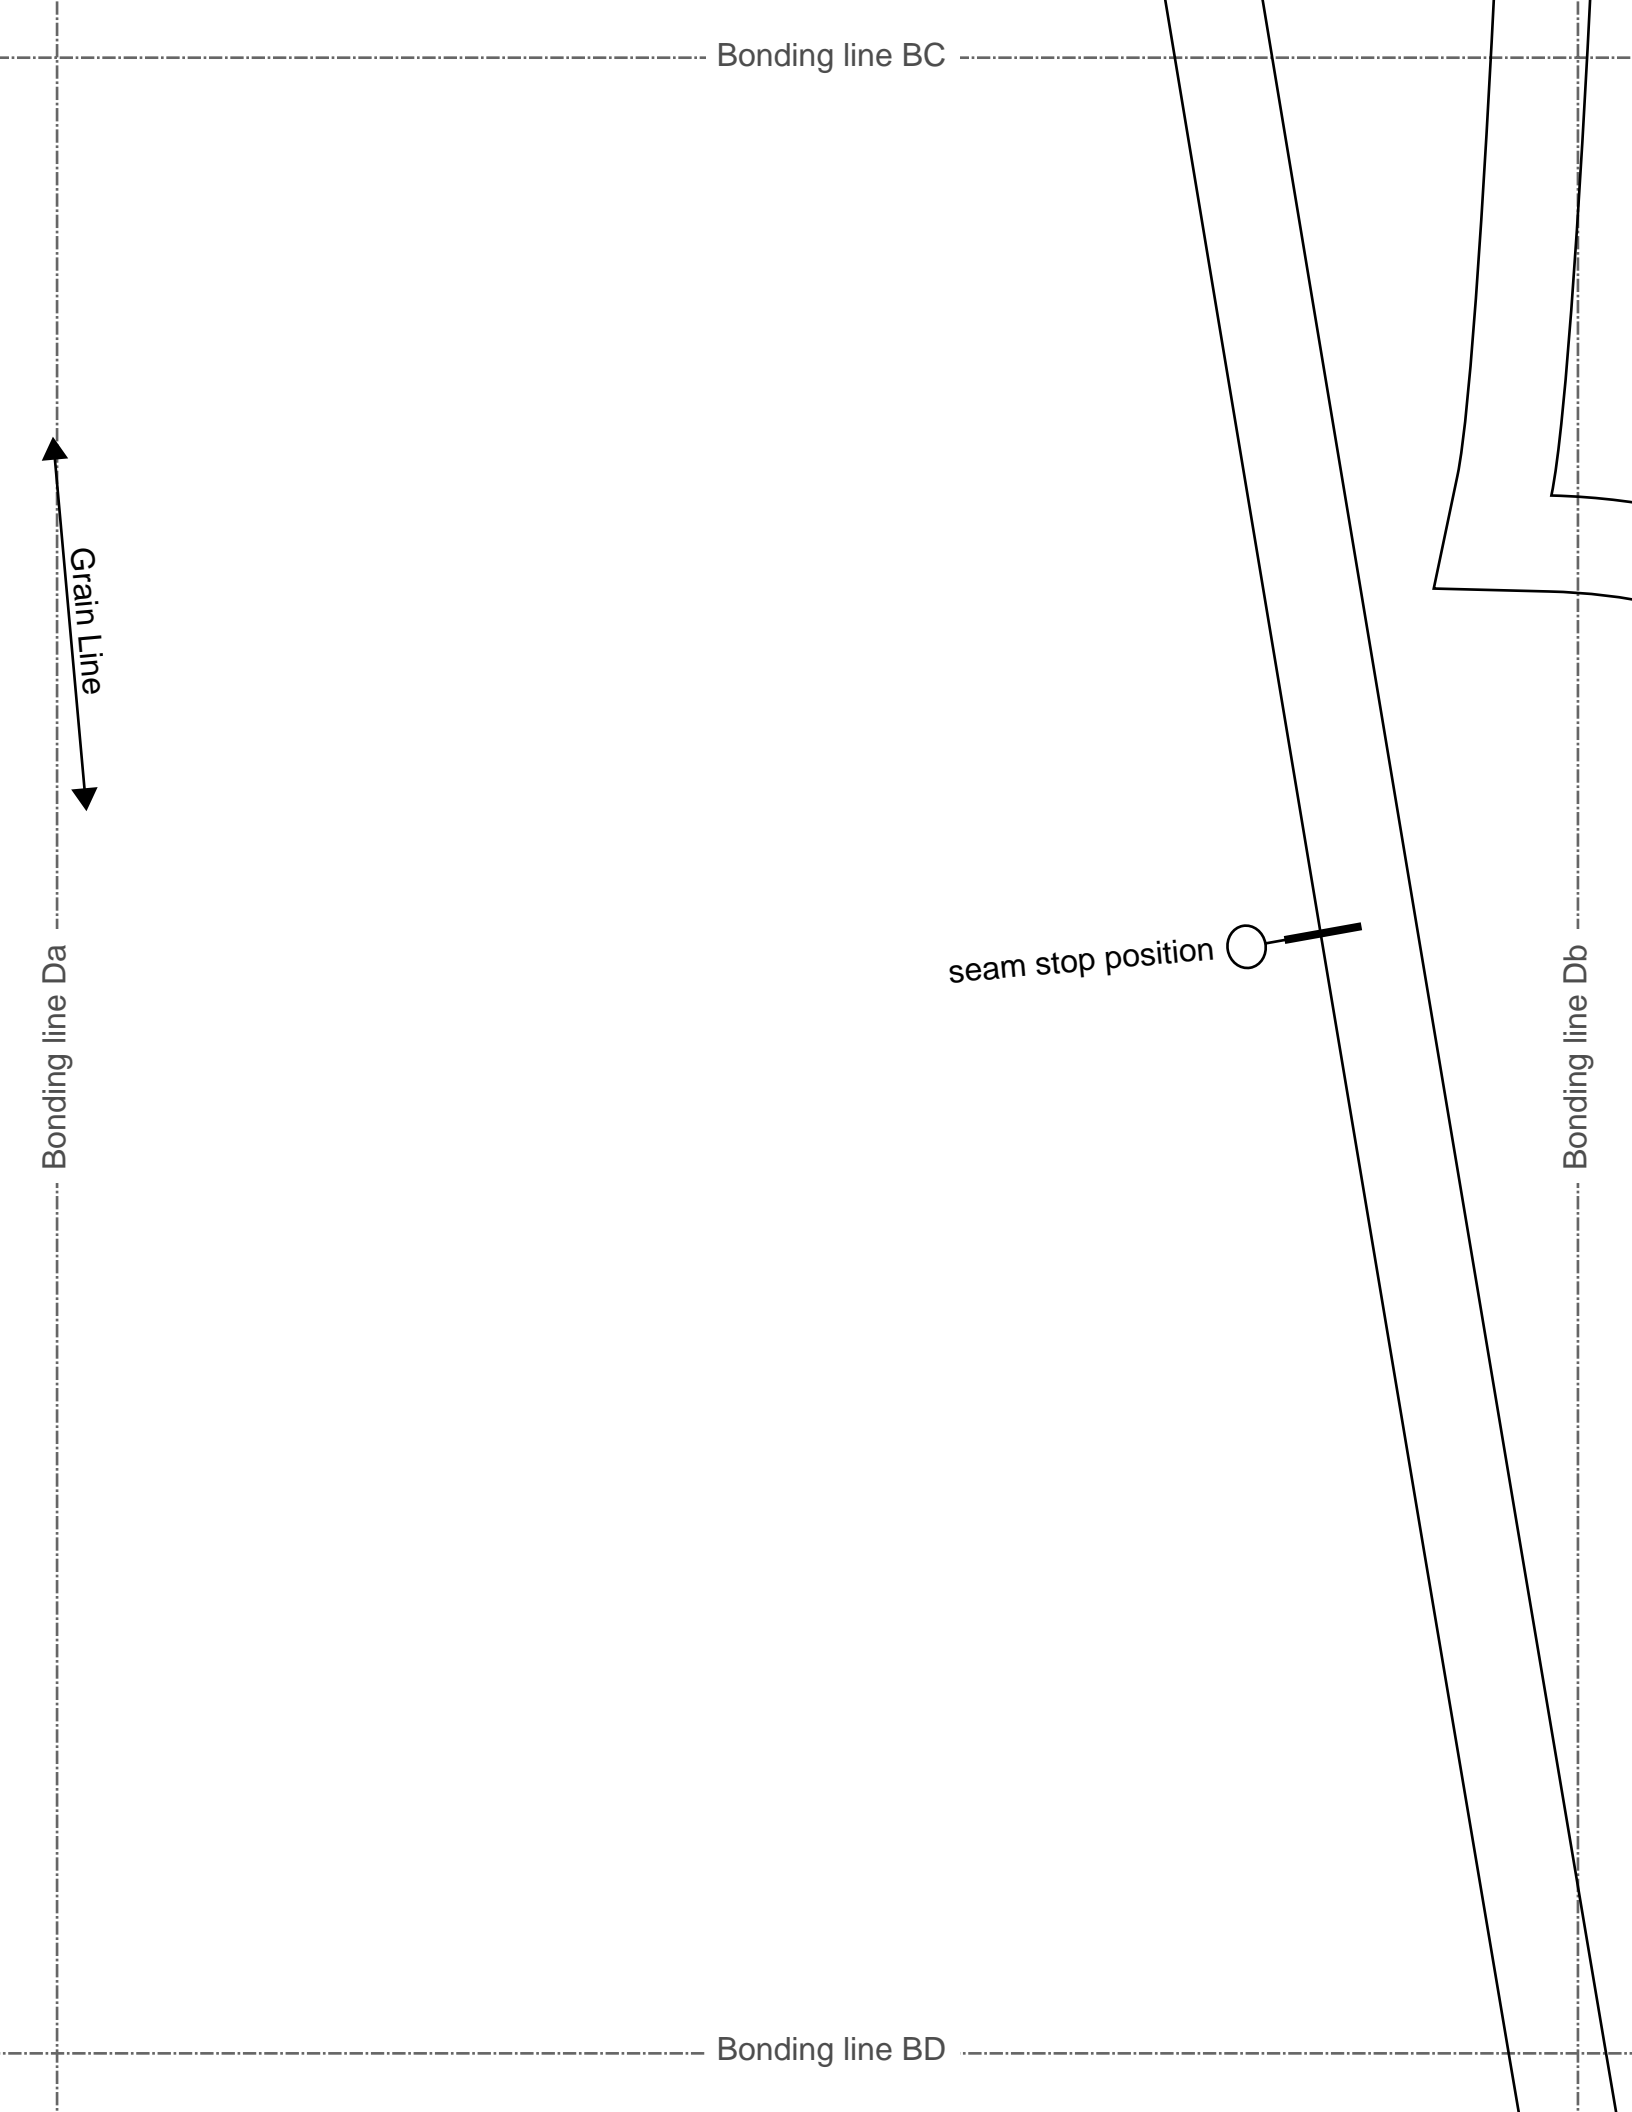 Bonding line BC
Grain Line
seam stop position
Bonding line Da
Bonding line Db
Bonding line BD